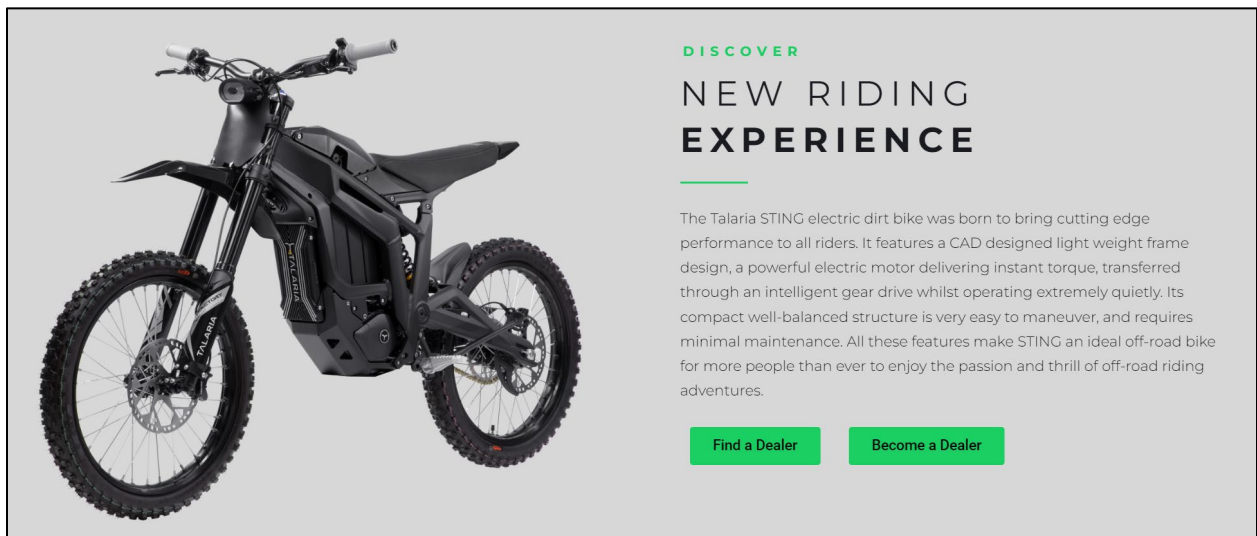 DISCOVER
NEW RIDING
EXPERIENCE
The Talaria STING electric dirt bike was born to bring cutting edge
performance to all riders. It features a CAD designed light weight frame
design, a powerful electric motor delivering instant torque, transferred
through an intelligent gear drive whilst operating extremely quietly. Its
compact well-balanced structure is very easy to maneuver, and requires
minimal maintenance. All these features make STING an ideal off-road bike
for more people than ever to enjoy the passion and thrill of off-road riding
adventures.
Find a Dealer
Become a Dealer
TALARIA
TALARIA